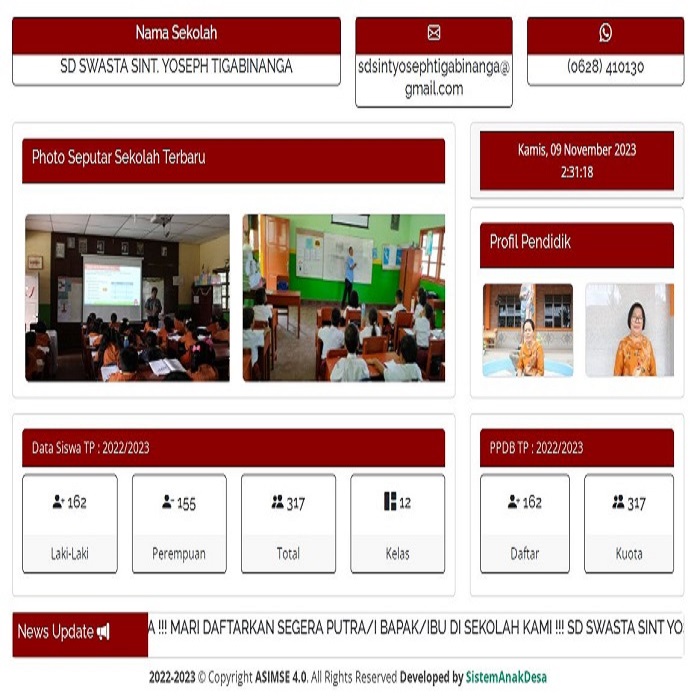 Nama Sekolah
SD SWASTA SINT. YOSEPH TIGABINANGA
sdsintyosephtigabinanga@
gmail.com
(0628) 410130
Photo Seputar Sekolah Terbaru
Kamis, 09 November 2023
2:31:18
Profil Pendidik
Data Siswa TP : 2022/2023
162
Laki-Laki
155
Perempuan
317
Total
12
Kelas
PPDB TP : 2022/2023
162
Daftar
317
Kuota
News Update
A !!! MARI DAFTARKAN SEGERA PUTRA/I BAPAK/IBU DI SEKOLAH KAMI !!! SD SWASTA SINT YO
2022-2023 © Copyright ASIMSE 4.0. All Rights Reserved Developed by SistemAnakDesa